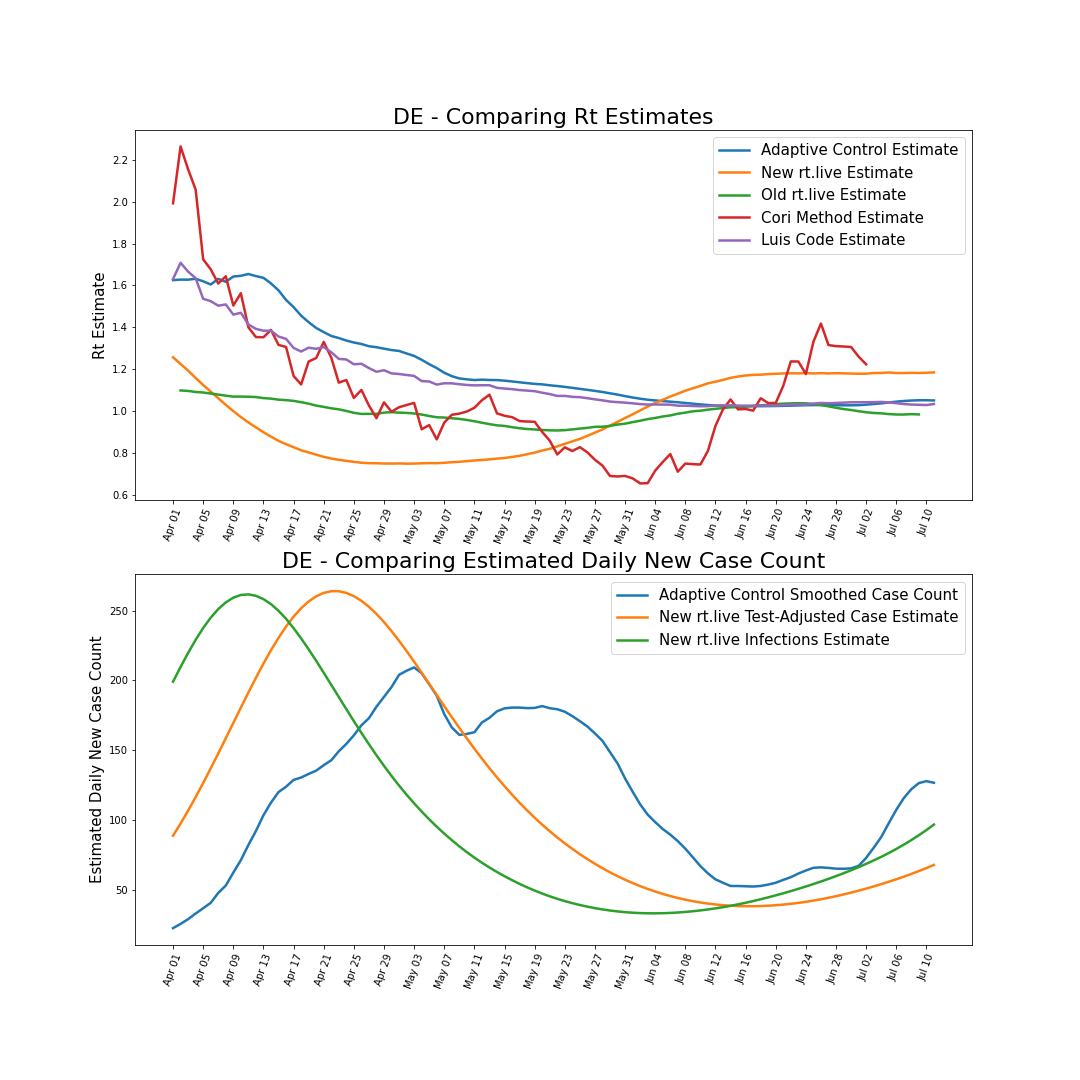 DE - Comparing Rt Estimates
Rt Estimate
2.2
2.0
1.8
1.6
1.4
1.2
1.0
0.8
0.6
Adaptive Control Estimate
New rt.live Estimate
Old rt.live Estimate
Cori Method Estimate
Luis Code Estimate
Apr 01 Apr 05 Apr 09 Apr 13 Apr 17 Apr 21 Apr 25 Apr 29 May 03 May 07 May 11 May 15 May 19 May 23 May 27 May 31 Jun 04 Jun 08 Jun 12 Jun 16 Jun 20 Jun 24 Jun 28 Jul 02 Jul 06 Jul 10
DE - Comparing Estimated Daily New Case Count
Estimated Daily New Case Count
250
200
150
100
50
Adaptive Control Smoothed Case Count
New rt.live Test-Adjusted Case Estimate
New rt.live Infections Estimate
Apr 01 Apr 05 Apr 09 Apr 13 Apr 17 Apr 21 Apr 25 Apr 29 May 03 May 07 May 11 May 15 May 19 May 23 May 27 May 31 Jun 04 Jun 08 Jun 12 Jun 16 Jun 20 Jun 24 Jun 28 Jul 02 Jul 06 Jul 10